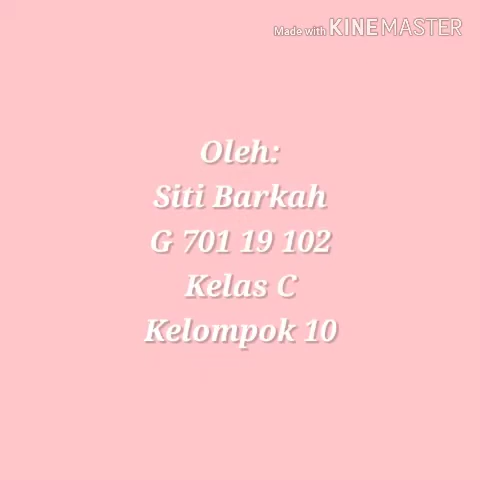 Made with KINEMASTER
Oleh:
Siti Barkah
G 701 19 102
Kelas C
Kelompok 10